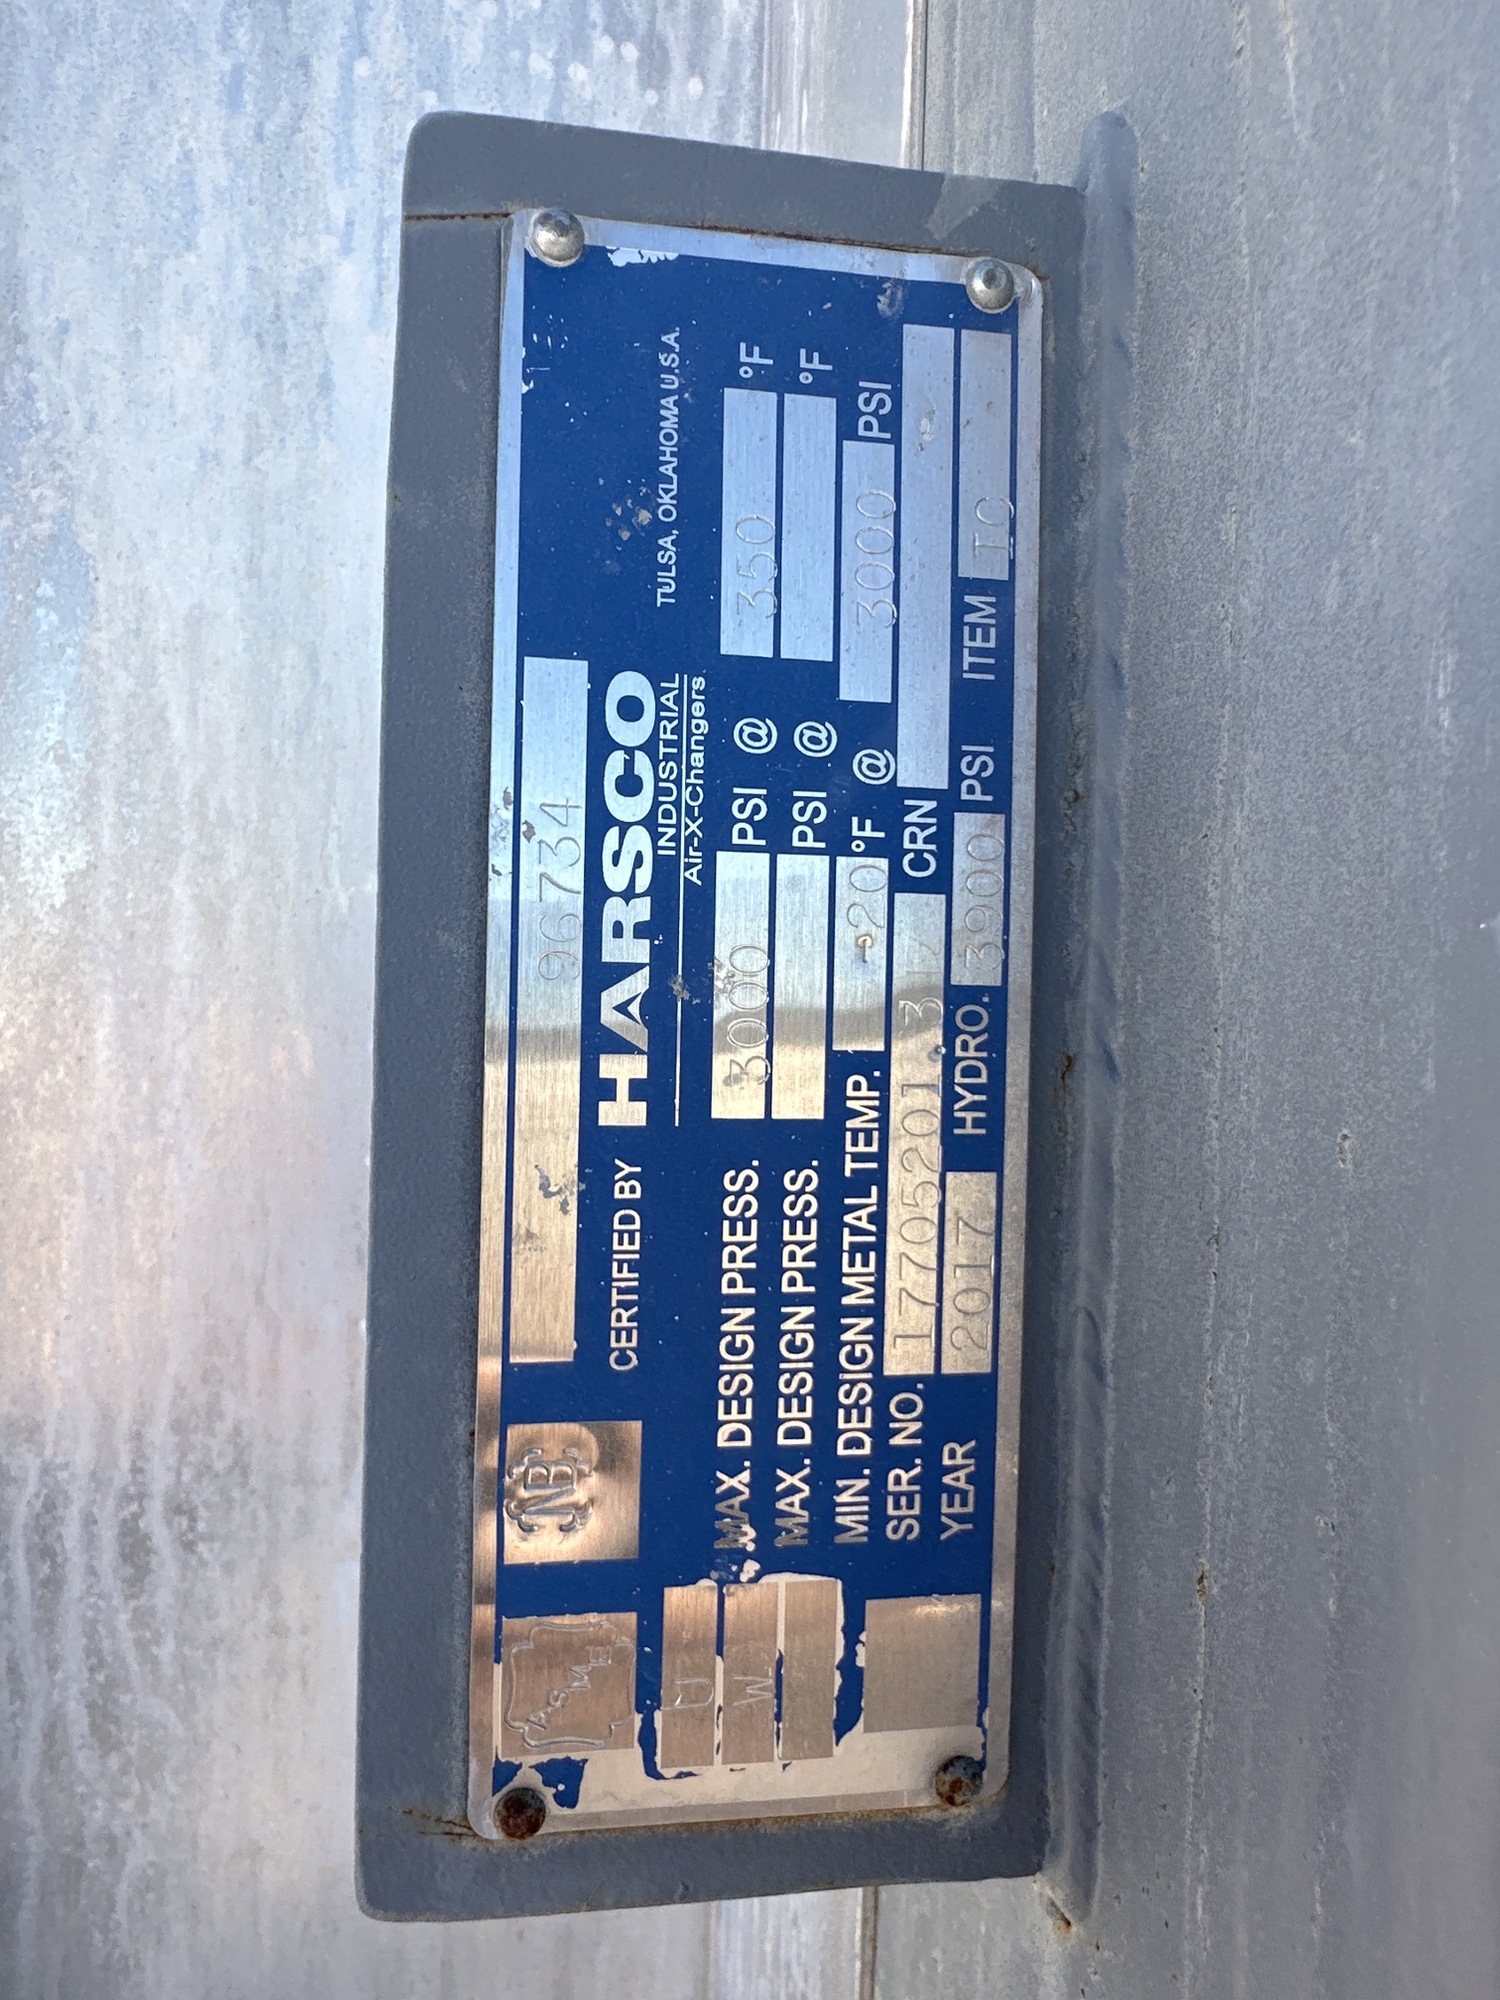 ASME
NB
96734
CERTIFIED BY HARSCO
INDUSTRIAL
Air-X-Changers
TULSA, OKLAHOMA U.S.A.
U
W
MAX. DESIGN PRESS. 3000 PSI @ 350 °F
MAX. DESIGN PRESS. PSI @ °F
MIN. DESIGN METAL TEMP. -20 °F @ 3000 PSI
SER. NO. 17705201.3 CRN
YEAR 2017 HYDRO. 3900 PSI ITEM IC